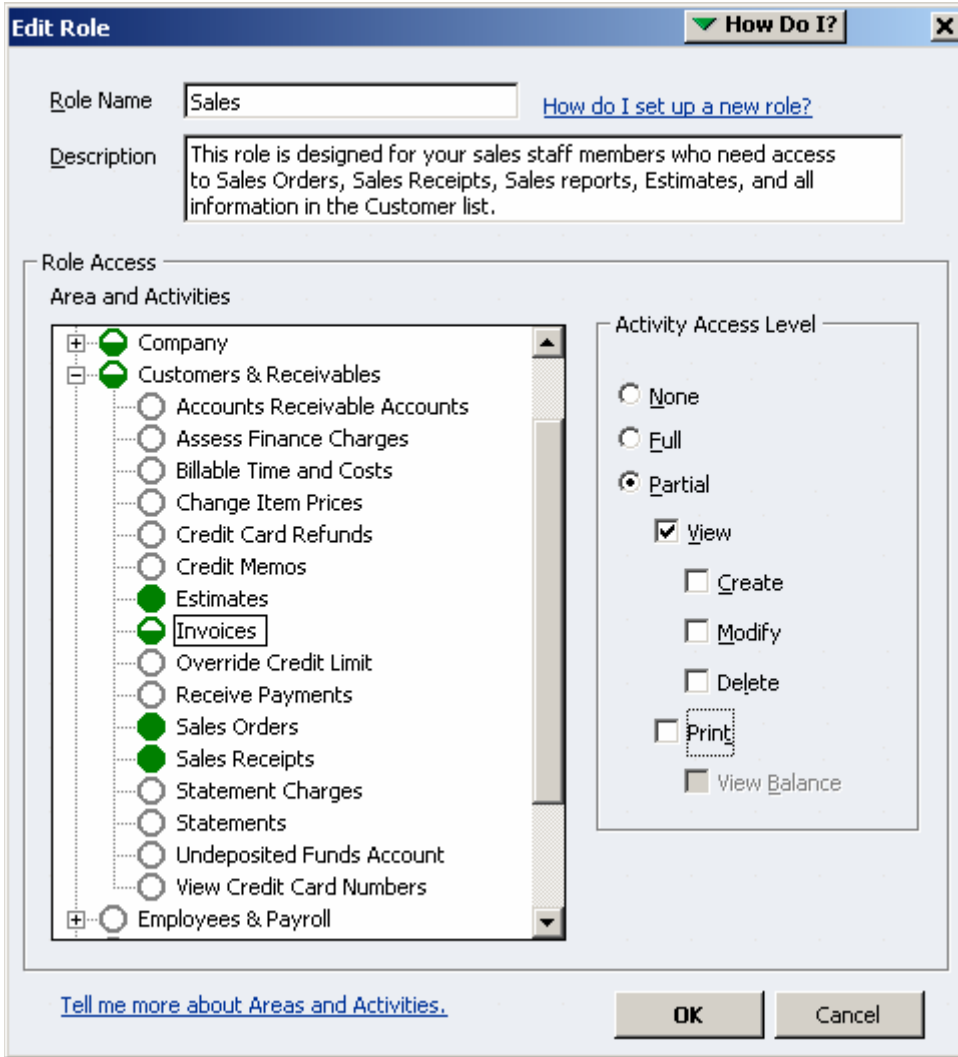 Edit Role
How Do I?
Role Name
Sales
How do I set up a new role?
Description
This role is designed for your sales staff members who need access
to Sales Orders, Sales Receipts, Sales reports, Estimates, and all
information in the Customer list.
Role Access
Area and Activities
Company
Customers & Receivables
Accounts Receivable Accounts
Assess Finance Charges
Billable Time and Costs
Change Item Prices
Credit Card Refunds
Credit Memos
Estimates
Invoices
Override Credit Limit
Receive Payments
Sales Orders
Sales Receipts
Statement Charges
Statements
Undeposited Funds Account
View Credit Card Numbers
Employees & Payroll
Activity Access Level
None
Full
Partial
View
Create
Modify
Delete
Print
View Balance
Tell me more about Areas and Activities.
OK
Cancel